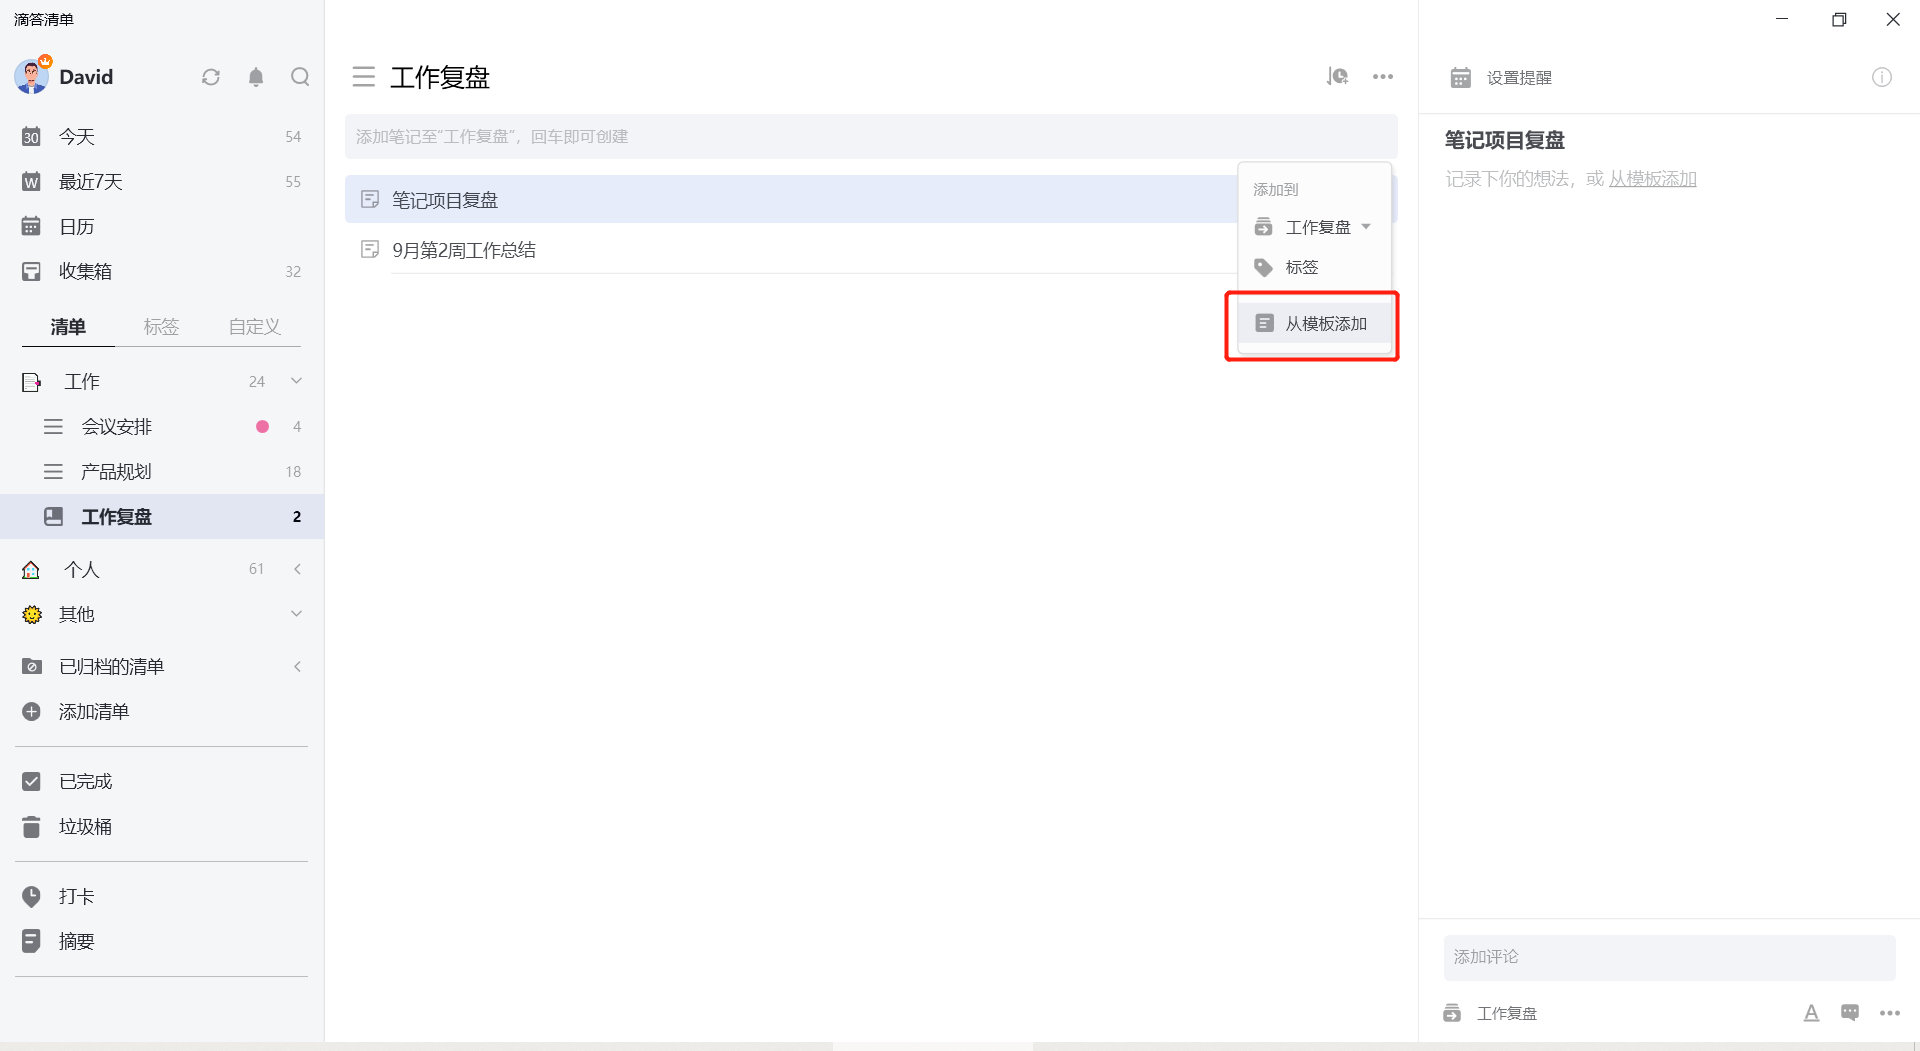 滴答清单
David
30 今天 54
W 最近7天 55
日历
收集箱 32
清单 标签 自定义
工作 24
会议安排 4
产品规划 18
工作复盘 2
个人 61
其他
已归档的清单
添加清单
已完成
垃圾桶
打卡
摘要
工作复盘
添加笔记至“工作复盘”，回车即可创建
笔记项目复盘
9月第2周工作总结
添加到
工作复盘
标签
从模板添加
设置提醒
笔记项目复盘
记录下你的想法，或 从模板添加
添加评论
工作复盘
A